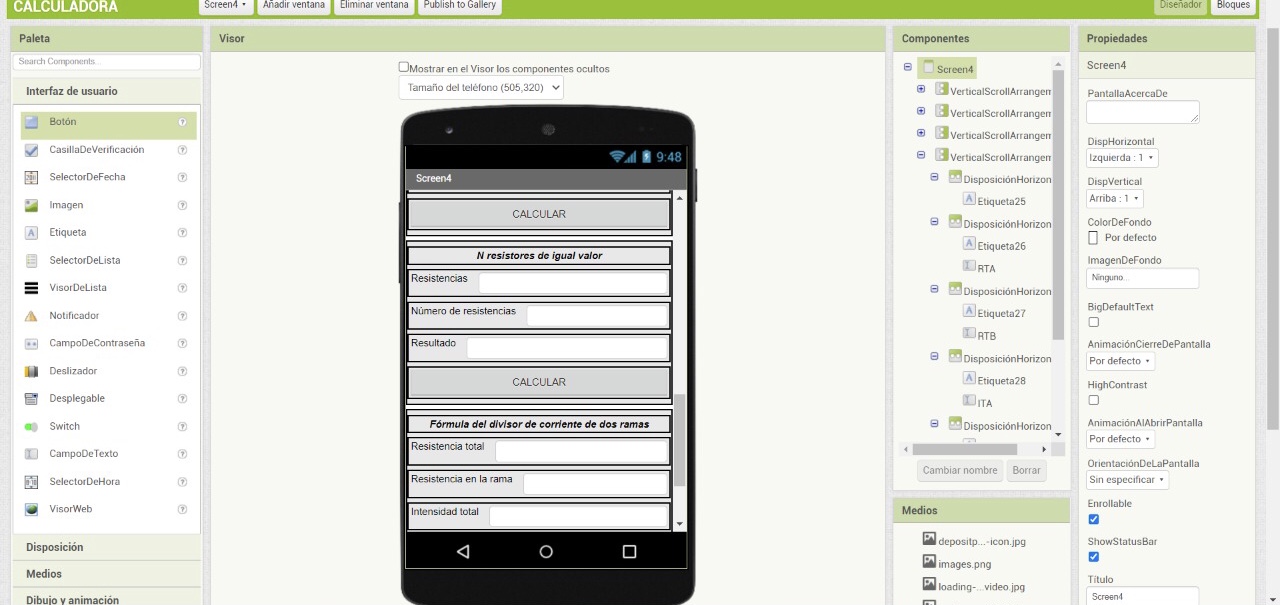 CALCULADORA
Screen4
Añadir ventana
Eliminar ventana
Publish to Gallery
Diseñador
Bloques
Paleta
Search Components...
Interfaz de usuario
Botón
CasillaDeVerificación
SelectorDeFecha
Imagen
Etiqueta
SelectorDeLista
VisorDeLista
Notificador
CampoDeContraseña
Deslizador
Desplegable
Switch
CampoDeTexto
SelectorDeHora
VisorWeb
Disposición
Medios
Dibujo y animación
Visor
Mostrar en el Visor los componentes ocultos
Tamaño del teléfono (505,320)
9:48
Screen4
CALCULAR
N resistores de igual valor
Resistencias
Número de resistencias
Resultado
CALCULAR
Fórmula del divisor de corriente de dos ramas
Resistencia total
Resistencia en la rama
Intensidad total
Componentes
Screen4
VerticalScrollArrangem
VerticalScrollArrangem
VerticalScrollArrangem
VerticalScrollArrangem
DisposiciónHorizon
Etiqueta25
DisposiciónHorizon
Etiqueta26
RTA
DisposiciónHorizon
Etiqueta27
RTB
DisposiciónHorizon
Etiqueta28
ITA
DisposiciónHorizon
Cambiar nombre
Borrar
Medios
depositp...-icon.jpg
images.png
loading-...video.jpg
Propiedades
Screen4
PantallaAcercaDe
DispHorizontal
Izquierda : 1
DispVertical
Arriba : 1
ColorDeFondo
Por defecto
ImagenDeFondo
Ninguno...
BigDefaultText
AnimaciónCierreDePantalla
Por defecto
HighContrast
AnimaciónAlAbrirPantalla
Por defecto
OrientaciónDeLaPantalla
Sin especificar
Enrollable
ShowStatusBar
Título
Screen4